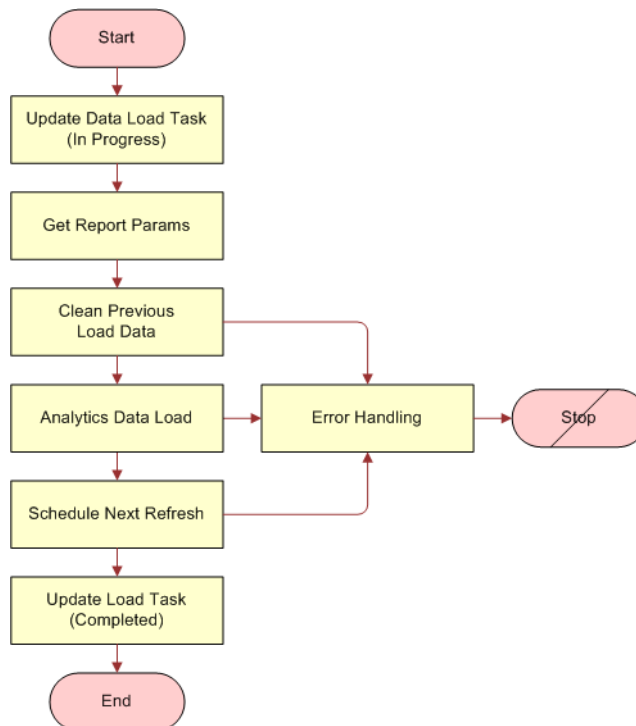 Start
Update Data Load Task
(In Progress)
Get Report Params
Clean Previous
Load Data
Analytics Data Load
Error Handling
Stop
Schedule Next Refresh
Update Load Task
(Completed)
End